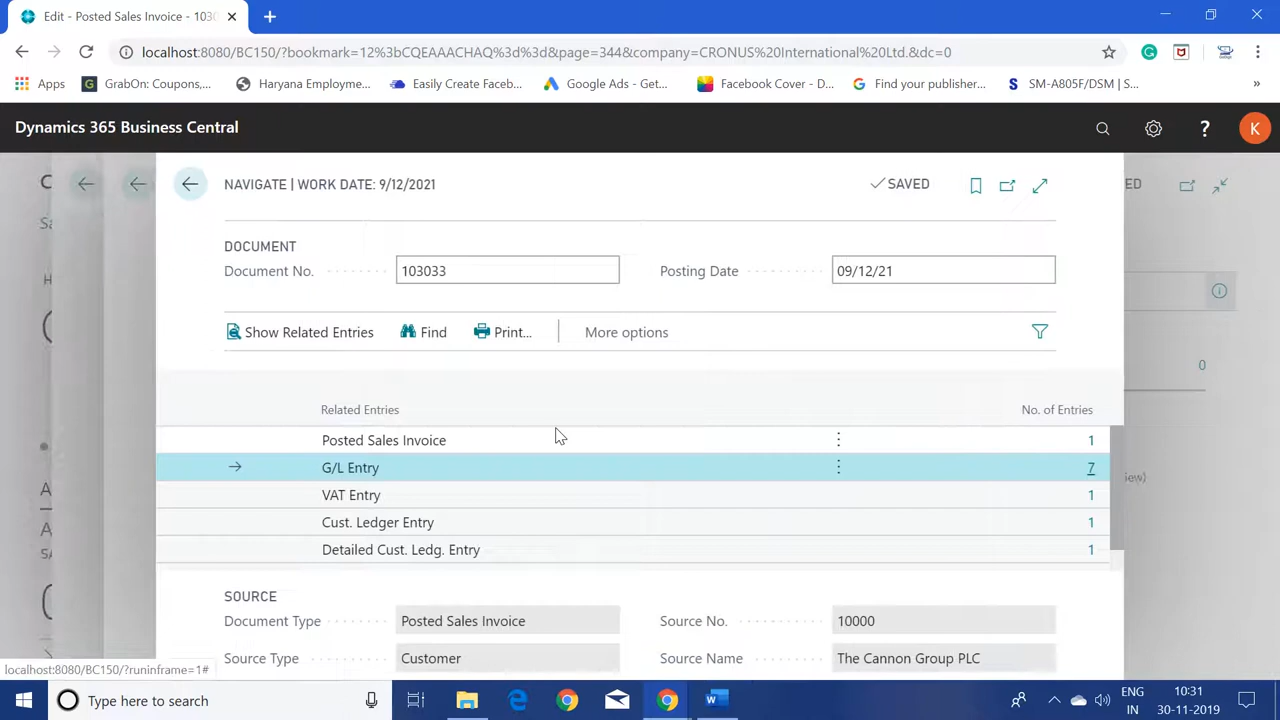 Edit - Posted Sales Invoice - 1030
localhost:8080/BC150/?bookmark=12%3bCQEAAACHAQ%3d%3d&page=344&company=CRONUS%20International%20Ltd.&dc=0
Apps G GrabOn: Coupons,... Haryana Employme... Easily Create Faceb... Google Ads - Get... Facebook Cover - D... Find your publisher... S SM-A805F/DSM | S... »
Dynamics 365 Business Central ? K
NAVIGATE | WORK DATE: 9/12/2021 SAVED ED
DOCUMENT
Document No. 103033 Posting Date 09/12/21
Show Related Entries Find Print... More options
0
Related Entries No. of Entries
Posted Sales Invoice 1
G/L Entry 7
VAT Entry 1 iew)
Cust. Ledger Entry 1
Detailed Cust. Ledg. Entry 1
SOURCE
Document Type Posted Sales Invoice Source No. 10000
Source Type Customer Source Name The Cannon Group PLC
localhost:8080/BC150/?runinframe=1#
Type here to search ENG 10:31
IN 30-11-2019